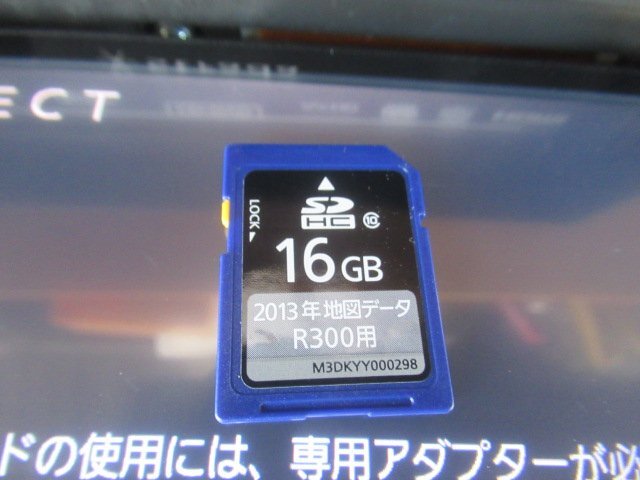 ECT
LOCK
SD
HC ⑩
16GB
2013年地図データ
R300用
M3DKYY000298
ドの使用には、専用アダプターが必